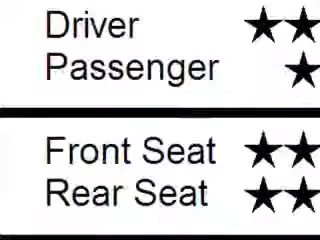 Driver ★★
Passenger ★
Front Seat ★★
Rear Seat ★★